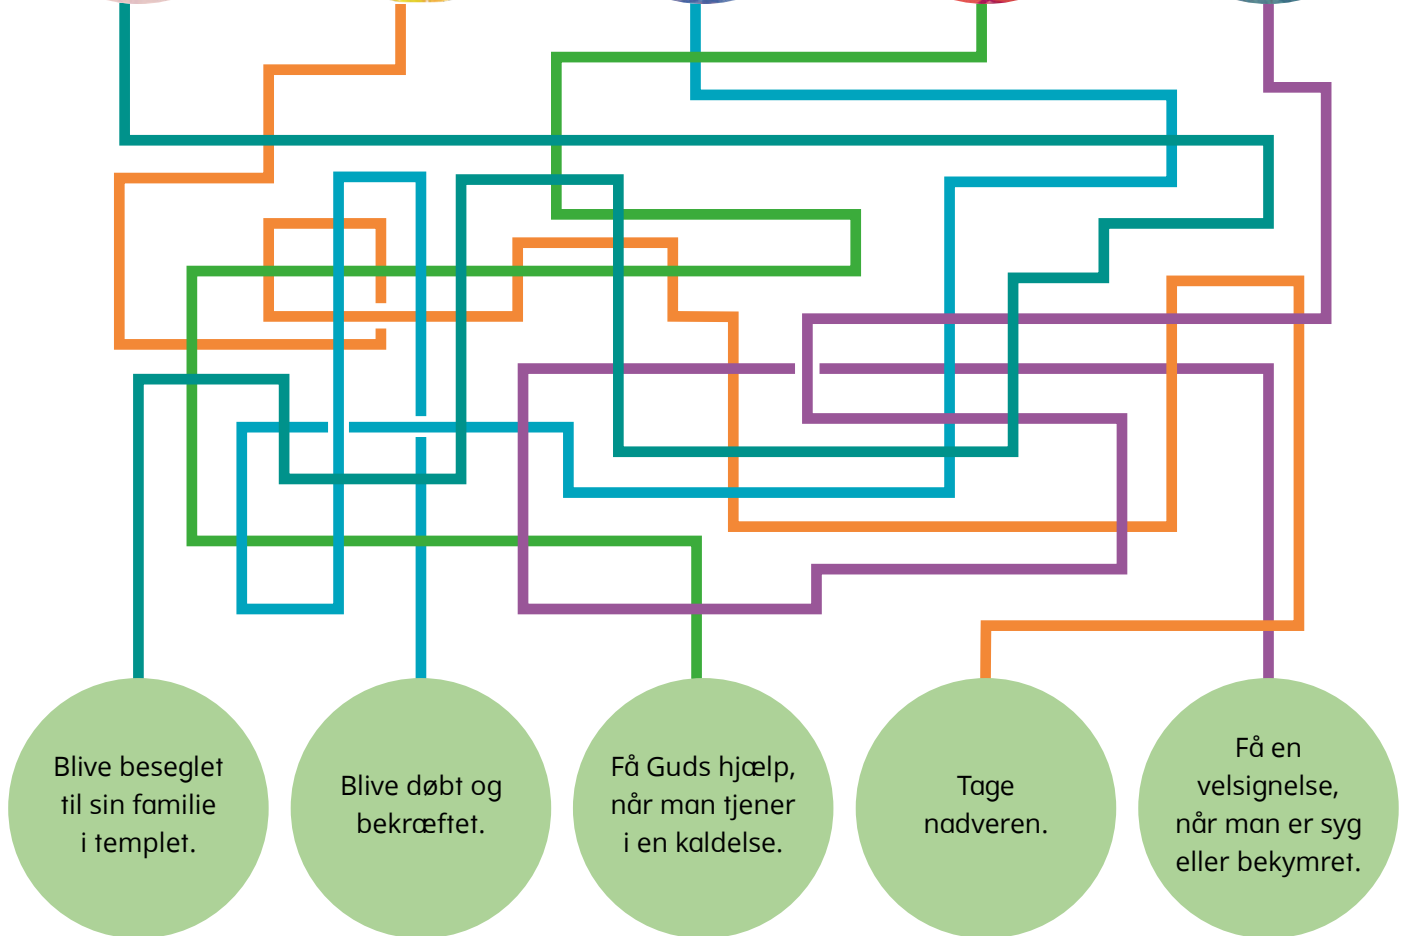 Blive beseglet
til sin familie
i templet.
Blive døbt og
bekræftet.
Få Guds hjælp,
når man tjener
i en kaldelse.
Tage
nadveren.
Få en
velsignelse,
når man er syg
eller bekymret.